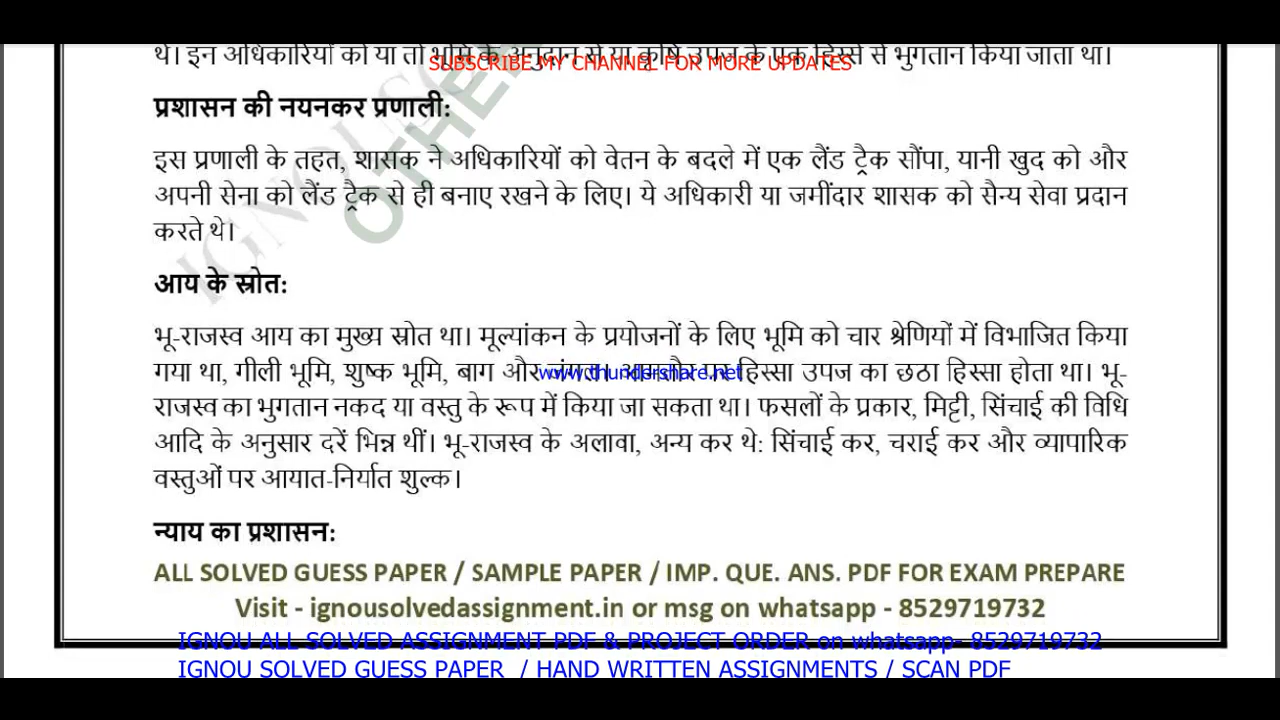 थे। इन अधिकारियों को या तो भूमि के अनुदान से या कृषि उपज के एक हिस्से से भुगतान किया जाता था।
SUBSCRIBE MY CHANNEL FOR MORE UPDATES
प्रशासन की नयनकर प्रणाली:
इस प्रणाली के तहत, शासक ने अधिकारियों को वेतन के बदले में एक लैंड ट्रैक सौंपा, यानी खुद को और
अपनी सेना को लैंड ट्रैक से ही बनाए रखने के लिए। ये अधिकारी या जमींदार शासक को सैन्य सेवा प्रदान
करते थे।
आय के स्रोत:
भू-राजस्व आय का मुख्य स्रोत था। मूल्यांकन के प्रयोजनों के लिए भूमि को चार श्रेणियों में विभाजित किया
गया था, गीली भूमि, शुष्क भूमि, बाग और हिस्सा उपज का छठा हिस्सा होता था। भू-
www.thundershare.net
राजस्व का भुगतान नकद या वस्तु के रूप में किया जा सकता था। फसलों के प्रकार, मिट्टी, सिंचाई की विधि
आदि के अनुसार दरें भिन्न थीं। भू-राजस्व के अलावा, अन्य कर थे: सिंचाई कर, चराई कर और व्यापारिक
वस्तुओं पर आयात-निर्यात शुल्क।
न्याय का प्रशासन:
ALL SOLVED GUESS PAPER / SAMPLE PAPER / IMP. QUE. ANS. PDF FOR EXAM PREPARE
Visit - ignousolvedassignment.in or msg on whatsapp - 8529719732
IGNOU ALL SOLVED ASSIGNMENT PDF & PROJECT ORDER on whatsapp- 8529719732
IGNOU SOLVED GUESS PAPER / HAND WRITTEN ASSIGNMENTS / SCAN PDF